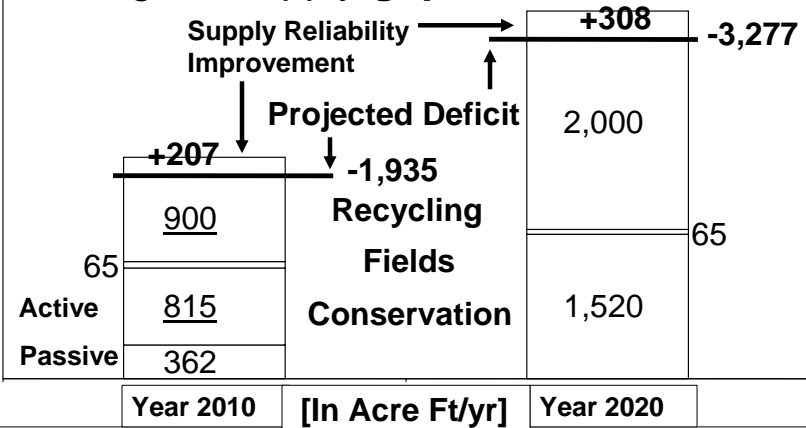 Supply Reliability
Improvement
+308
-3,277
Projected Deficit
2,000
+207
-1,935
900
Recycling
65
65
Fields
Active
815
Conservation
1,520
Passive
362
Year 2010
[In Acre Ft/yr]
Year 2020